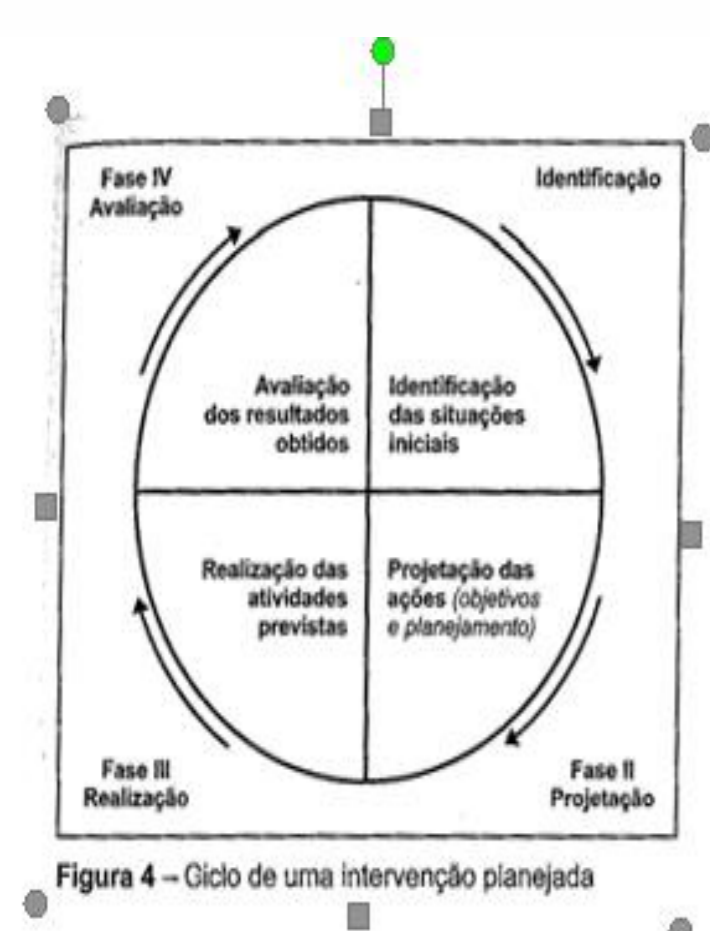 Fase IV
Avaliação
Identificação
Avaliação
dos resultados
obtidos
Identificação
das situações
iniciais
Realização das
atividades
previstas
Projetação das
ações (objetivos
e planejamento)
Fase III
Realização
Fase II
Projetação
Figura 4 – Ciclo de uma intervenção planejada